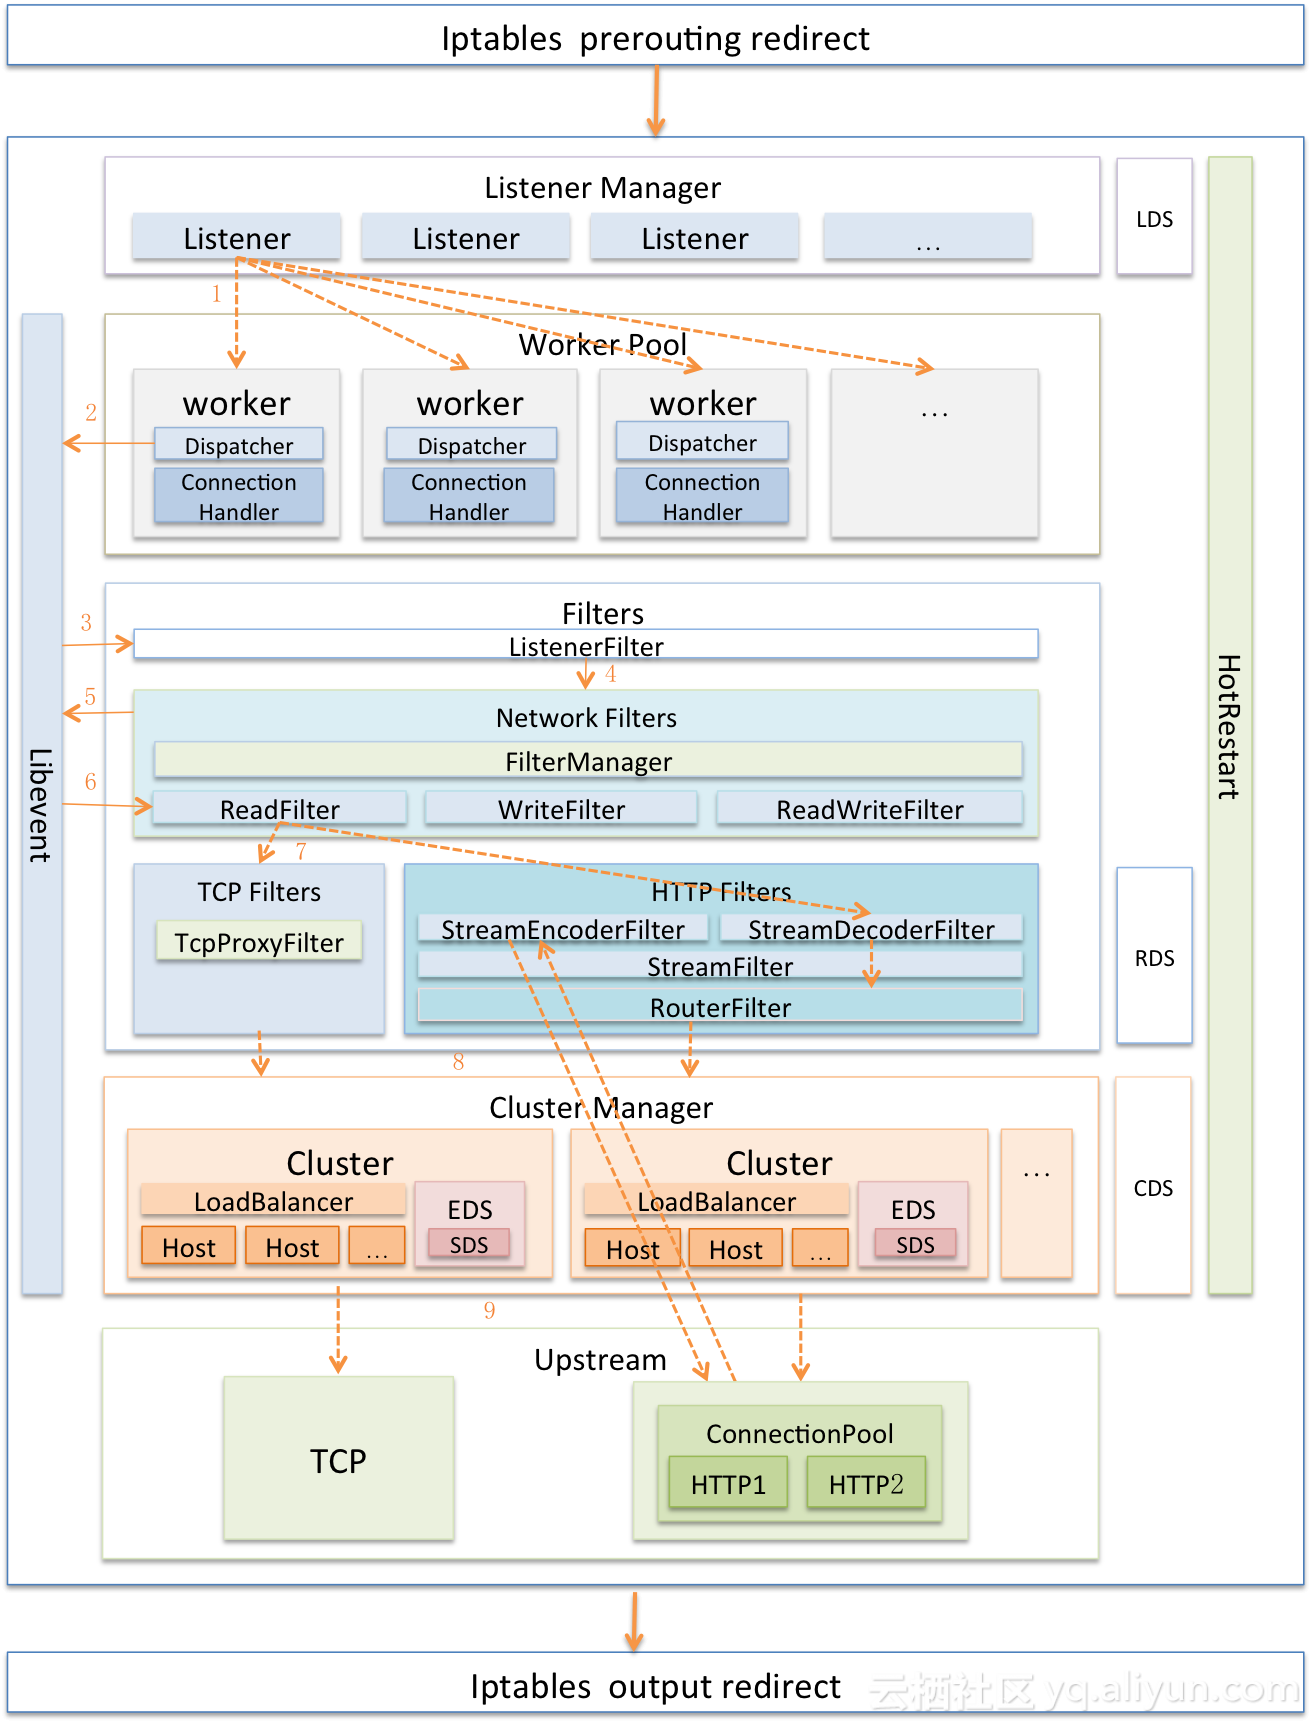 Iptables prerouting redirect
Listener Manager
LDS
Listener Listener Listener ...
1
Worker Pool
worker worker worker ...
2
Dispatcher Dispatcher Dispatcher
Connection Handler Connection Handler Connection Handler
Filters
3
ListenerFilter
4
5
Network Filters
FilterManager
6
ReadFilter WriteFilter ReadWriteFilter
Libevent
HotRestart
7
TCP Filters
HTTP Filters
TcpProxyFilter
StreamEncoderFilter StreamDecoderFilter
StreamFilter
RouterFilter
RDS
8
Cluster Manager
Cluster Cluster ...
LoadBalancer EDS LoadBalancer EDS
Host Host ... SDS Host Host ... SDS
CDS
9
Upstream
TCP
ConnectionPool
HTTP1 HTTP2
Iptables output redirect
云栖社区 yq.aliyun.com